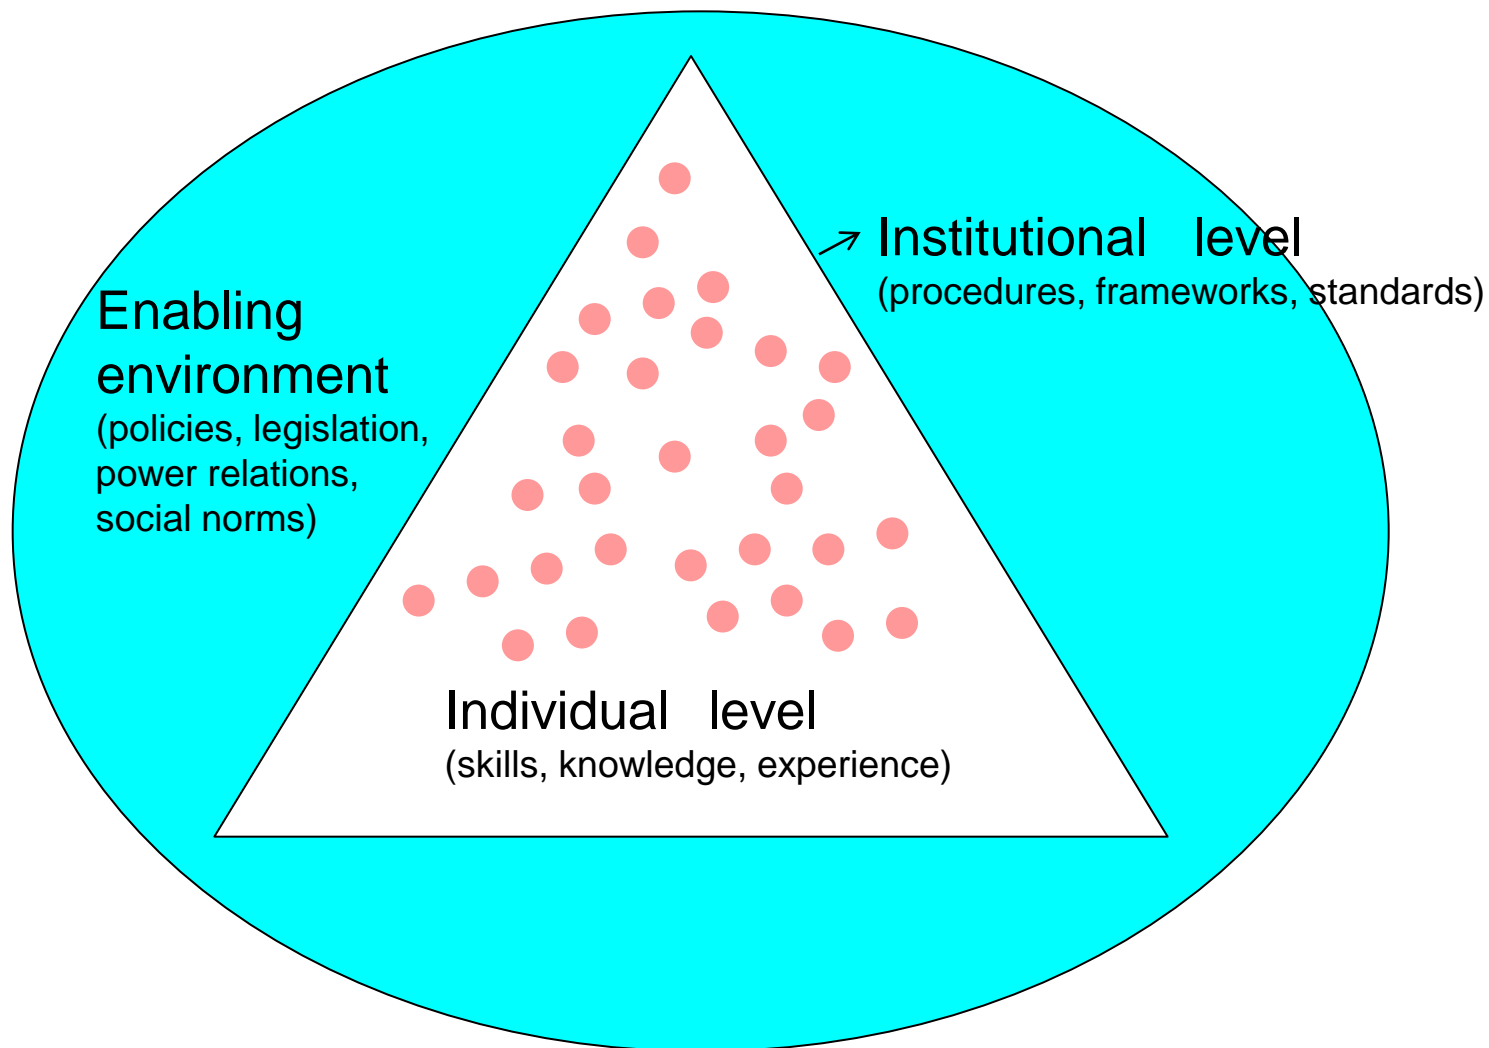 Enabling
environment
(policies, legislation,
power relations,
social norms)
Institutional level
(procedures, frameworks, standards)
Individual level
(skills, knowledge, experience)